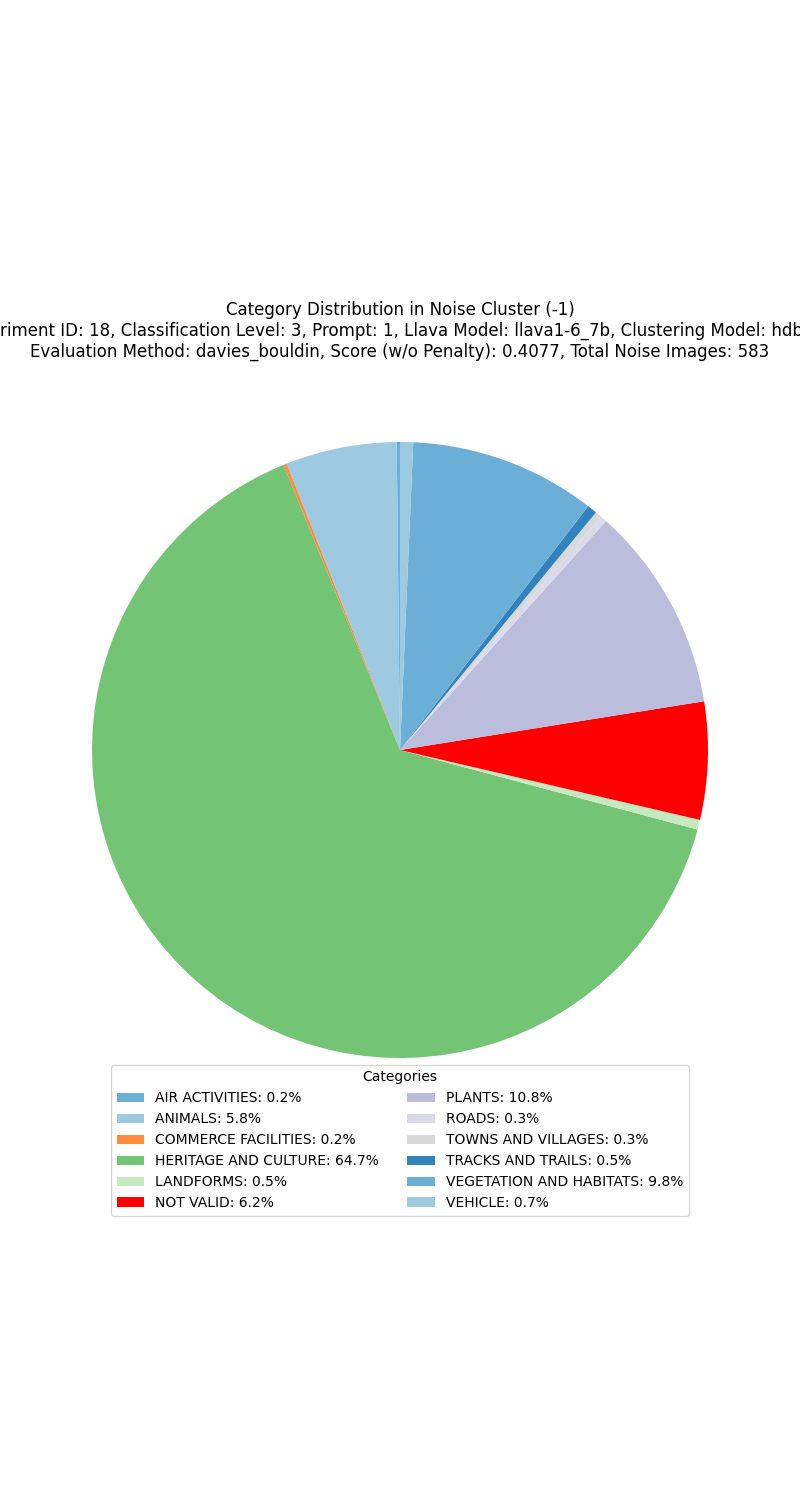 Category Distribution in Noise Cluster (-1)
riment ID: 18, Classification Level: 3, Prompt: 1, Llava Model: llava1-6_7b, Clustering Model: hdb
Evaluation Method: davies_bouldin, Score (w/o Penalty): 0.4077, Total Noise Images: 583
Categories
AIR ACTIVITIES: 0.2%
ANIMALS: 5.8%
COMMERCE FACILITIES: 0.2%
HERITAGE AND CULTURE: 64.7%
LANDFORMS: 0.5%
NOT VALID: 6.2%
PLANTS: 10.8%
ROADS: 0.3%
TOWNS AND VILLAGES: 0.3%
TRACKS AND TRAILS: 0.5%
VEGETATION AND HABITATS: 9.8%
VEHICLE: 0.7%